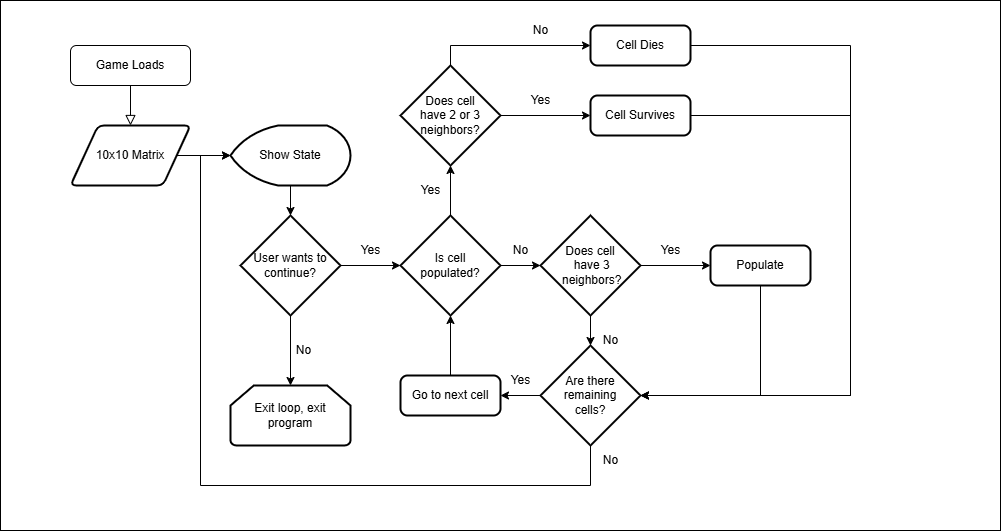 Game Loads
10x10 Matrix
Show State
User wants to
continue?
Yes
No
Exit loop, exit
program
Is cell
populated?
Yes
Does cell
have 2 or 3
neighbors?
No
Cell Dies
Yes
Cell Survives
No
Does cell
have 3
neighbors?
Yes
Populate
No
Are there
remaining
cells?
Yes
Go to next cell
No